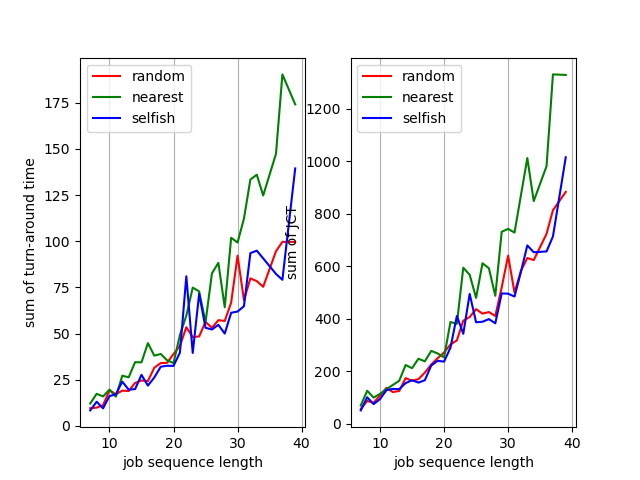 random
nearest
selfish
sum of turn-around time
175
150
125
100
75
50
25
0
10
20
30
40
job sequence length
random
nearest
selfish
sum of JCT
1200
1000
800
600
400
200
0
10
20
30
40
job sequence length